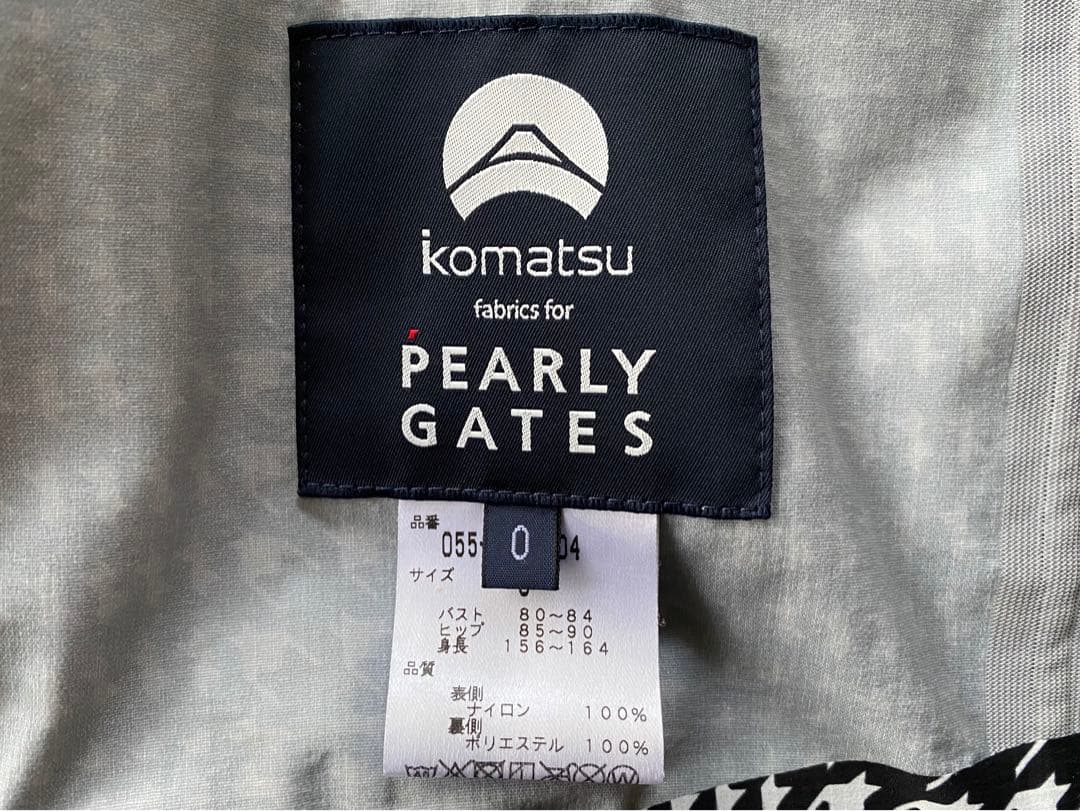 komatsu
fabrics for
PEARLY
GATES
品番
055- 04
0
サイズ
バスト 80~84
ヒップ 85~90
身長 156~164
品質
表側
ナイロン 100%
裏側
ポリエステル 100%